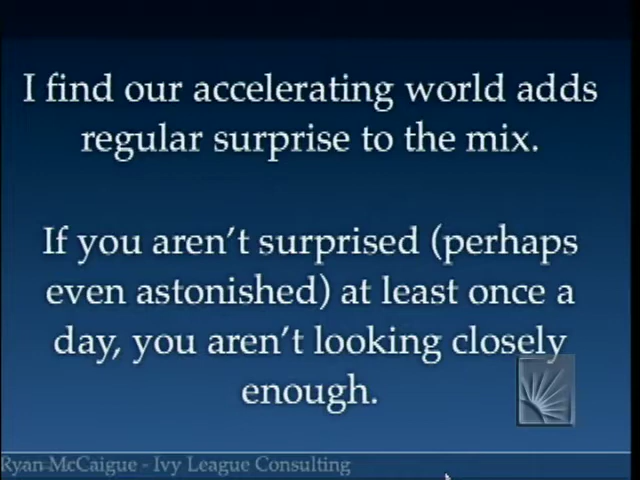 I find our accelerating world adds
regular surprise to the mix.
If you aren't surprised (perhaps
even astonished) at least once a
day, you aren't looking closely
enough.
Ryan McCaigue - Ivy League Consulting